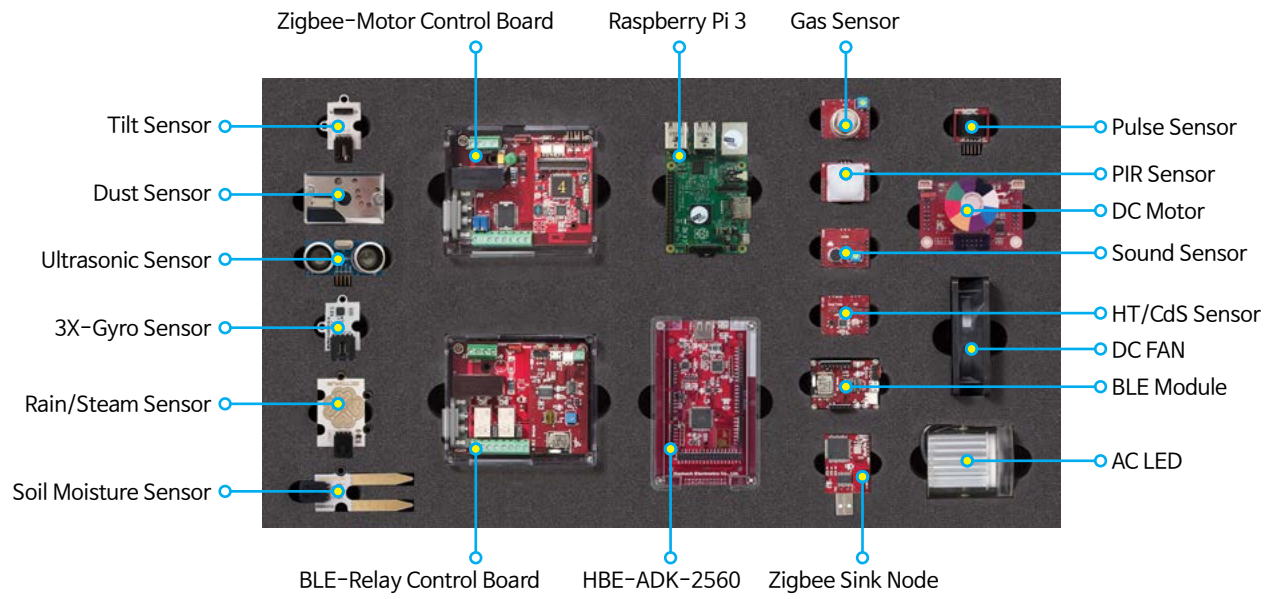 Zigbee-Motor Control Board
Raspberry Pi 3
Gas Sensor
Tilt Sensor
Dust Sensor
Ultrasonic Sensor
3X-Gyro Sensor
Rain/Steam Sensor
Soil Moisture Sensor
4
Pulse Sensor
PIR Sensor
DC Motor
Sound Sensor
HT/CdS Sensor
DC FAN
BLE Module
AC LED
BLE-Relay Control Board
HBE-ADK-2560
Zigbee Sink Node